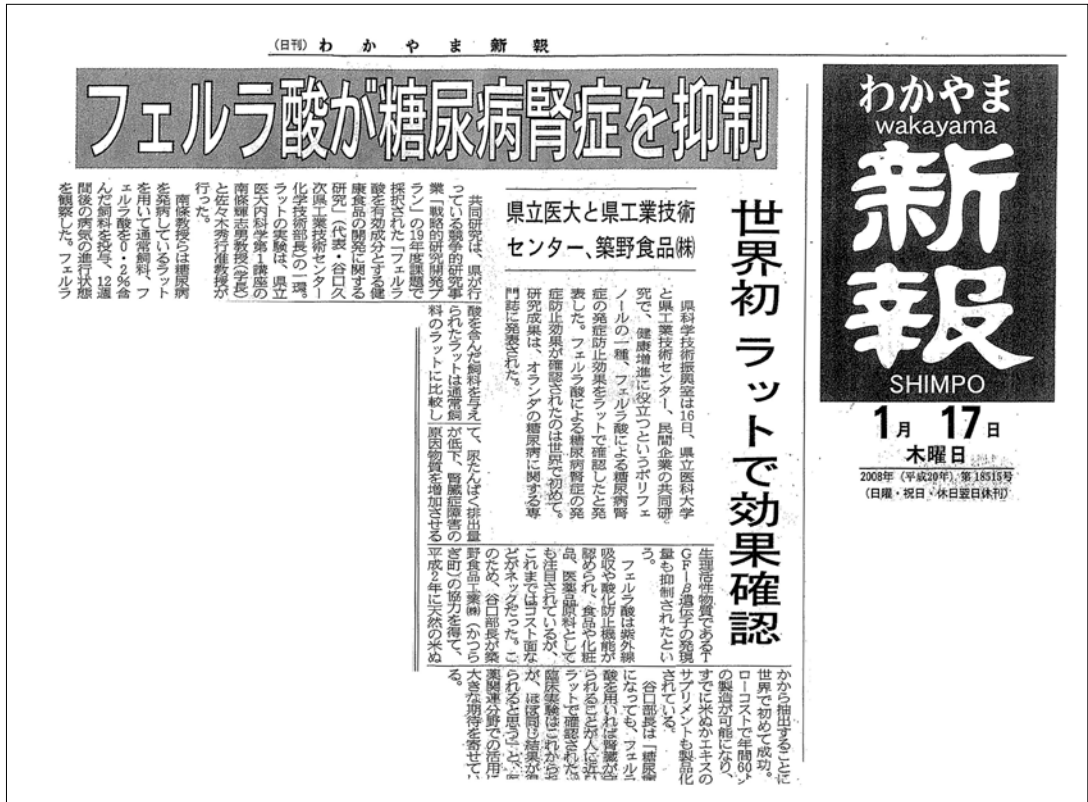 (日刊) わかやま新報
フェルラ酸が糖尿病腎症を抑制
わかやま
wakayama
新報
SHIMPO
1月 17日
木曜日
2008年(平成20年) 第18515号
(日曜・祝日・休日翌日休刊)
世界初 ラットで効果確認
県立医大と県工業技術
センター、築野食品㈱
県科学技術振興室は16日、県立医科大学
と県工業技術センター、民間企業の共同研
究で、健康増進に役立つというポリフェ
ノールの一種、フェルラ酸による糖尿病腎
症の発症防止効果をラットで確認したと発
表した。フェルラ酸による糖尿病腎症の発
症防止効果が確認されたのは世界で初めて。
研究成果は、オランダの糖尿病に関する専
門誌に発表された。
共同研究は、県が行
っている競争的研究事
業「戦略的研究開発プ
ラン」の19年度課題で
採択された「フェルラ
酸を有効成分とする健
康食品の開発に関する
研究」(代表・谷口久
次県工業技術センター
化学技術部長)の一環。
ラットの実験は、県立
医大内科学第1講座の
南條輝志男教授(学長)
と佐々木秀行准教授が
行った。
南條教授らは糖尿病
を発病しているラット
を用いて通常飼料、フ
ェルラ酸を0・2%含
んだ飼料を投与、12週
間後の病気の進行状態
を観察した。フェルラ
酸を含んだ飼料を与え
られたラットは通常飼
料のラットに比較し
て、尿たんぱく排出量
が低下、腎臓症障害の
原因物質を増加させる
生理活性物質であるT
GF-β遺伝子の発現
量も抑制されたとい
う。
フェルラ酸は紫外線
吸収や酸化防止機能が
認められ、食品や化粧
品、医薬品原料として
も注目されているが、
これまではコスト面な
どがネックだった。こ
のため、谷口部長が築
野食品工業㈱(かつら
ぎ町)の協力を得て、
平成2年に天然の米ぬ
かから抽出することに
世界で初めて成功。
ローコストで年間60ト
の製造が可能になり、
すでに米ぬかエキスの
サプリメントも製品化
されている。
谷口部長は「糖尿病
になっても、フェルラ
酸を用いれば腎臓が
られることが人に近
ラットで確認された。
臨床実験はこれからだ
が、ほぼ同じ結果が得
られると思う」と、
薬関連分野での活用に
大きな期待を寄せてい
る。